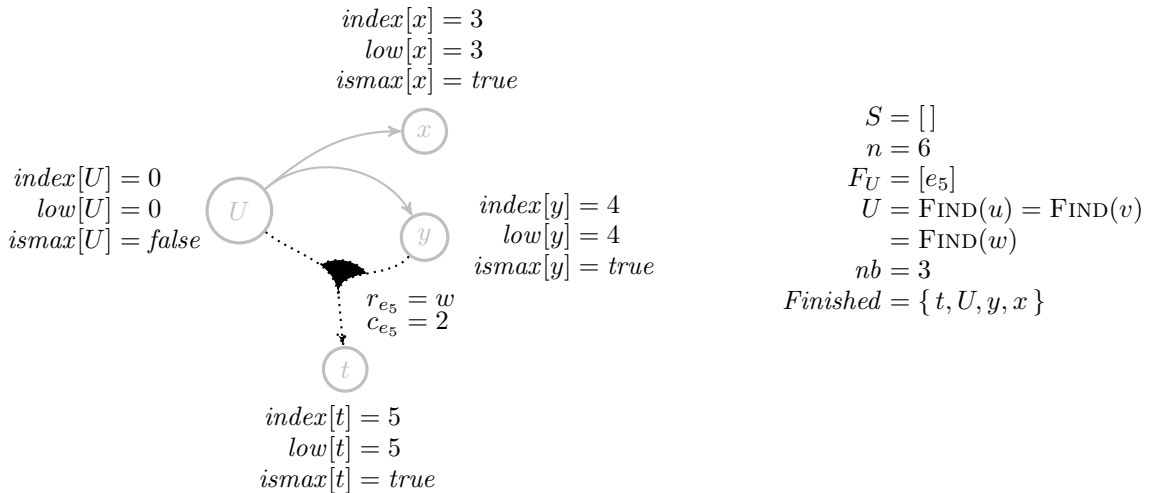 index[x] = 3
low[x] = 3
ismax[x] = true
x
index[U] = 0
low[U] = 0
ismax[U] = false
U
y
index[y] = 4
low[y] = 4
ismax[y] = true
r_{e_5} = w
c_{e_5} = 2
t
index[t] = 5
low[t] = 5
ismax[t] = true
S = [ ]
n = 6
F_U = [e_5]
U = FIND(u) = FIND(v)
= FIND(w)
nb = 3
Finished = { t, U, y, x }